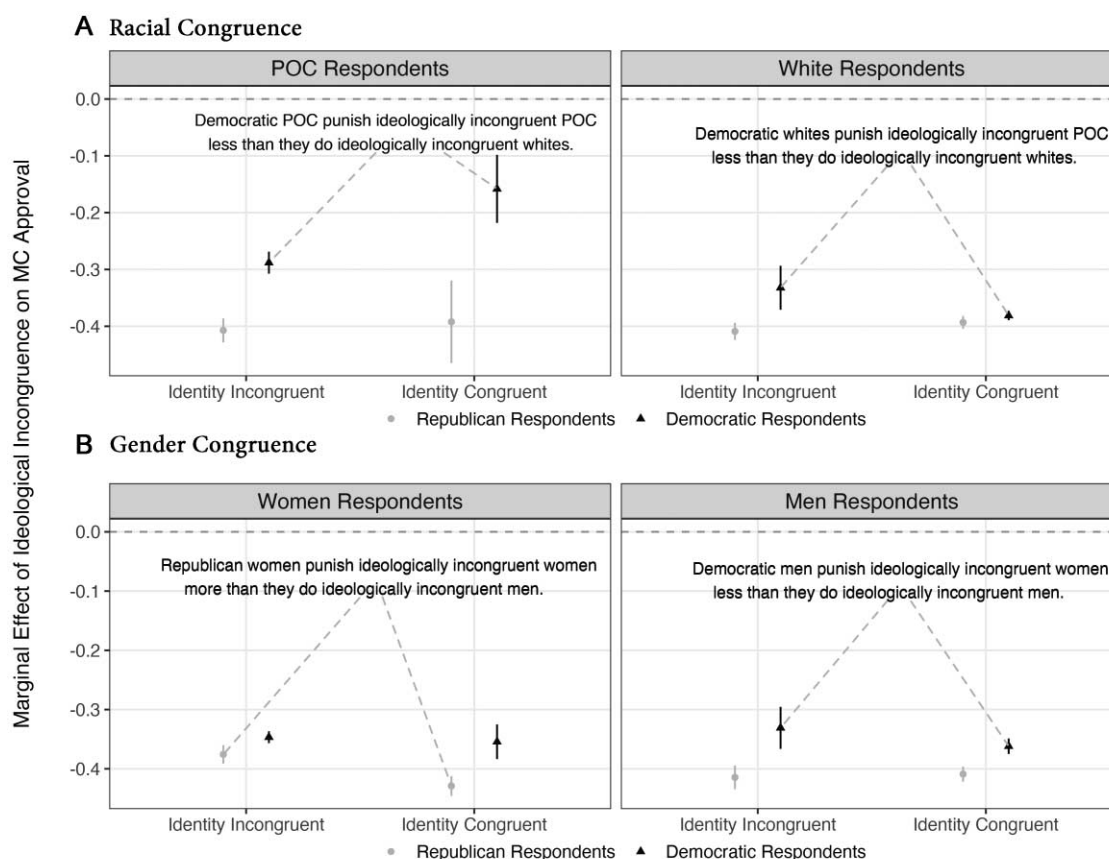 A Racial Congruence
POC Respondents
White Respondents
0.0
-0.1
-0.2
-0.3
-0.4
Democratic POC punish ideologically incongruent POC
less than they do ideologically incongruent whites.
Democratic whites punish ideologically incongruent POC
less than they do ideologically incongruent whites.
Identity Incongruent
Identity Congruent
Identity Incongruent
Identity Congruent
Republican Respondents
Democratic Respondents
Marginal Effect of Ideological Incongruence on MC Approval
B Gender Congruence
Women Respondents
Men Respondents
0.0
-0.1
-0.2
-0.3
-0.4
Republican women punish ideologically incongruent women
more than they do ideologically incongruent men.
Democratic men punish ideologically incongruent women
less than they do ideologically incongruent men.
Identity Incongruent
Identity Congruent
Identity Incongruent
Identity Congruent
Republican Respondents
Democratic Respondents